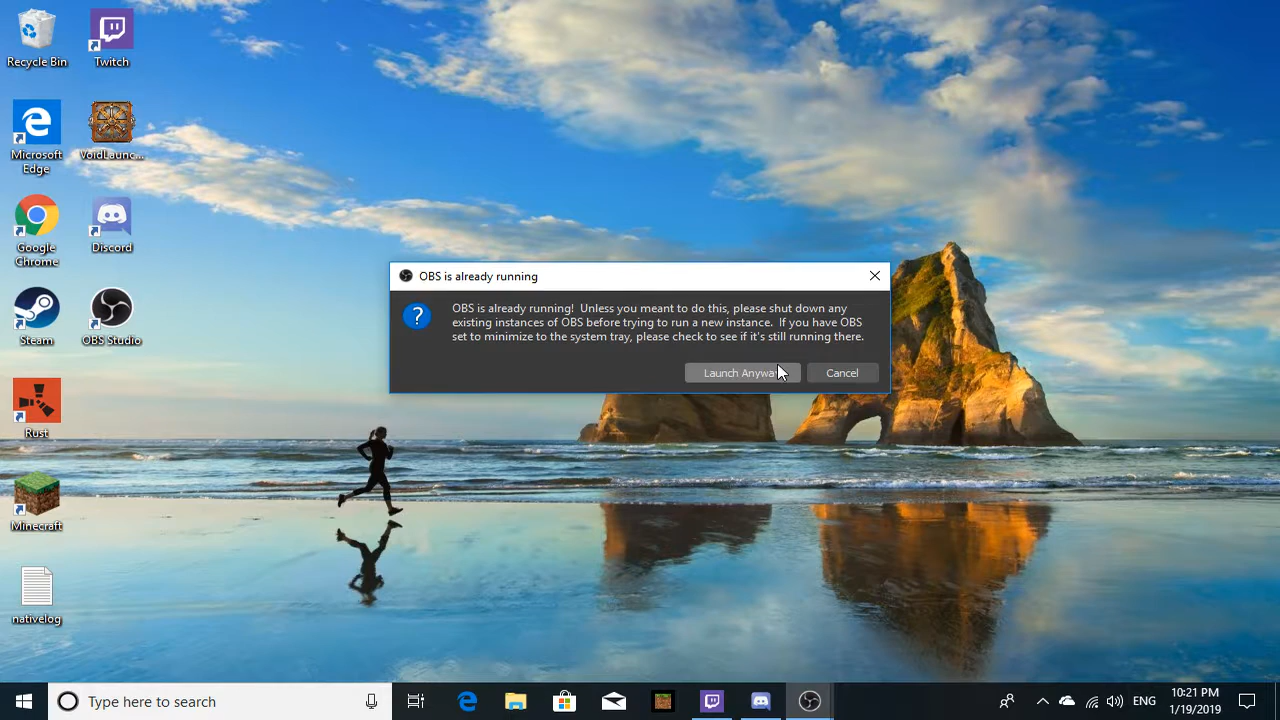 Recycle Bin
Twitch
Microsoft
Edge
VoidLaunc...
Google
Chrome
Discord
Steam
OBS Studio
Rust
Minecraft
nativelog
OBS is already running
OBS is already running! Unless you meant to do this, please shut down any
existing instances of OBS before trying to run a new instance. If you have OBS
set to minimize to the system tray, please check to see if it's still running there.
Launch Anyway
Cancel
Type here to search
ENG
10:21 PM
1/19/2019